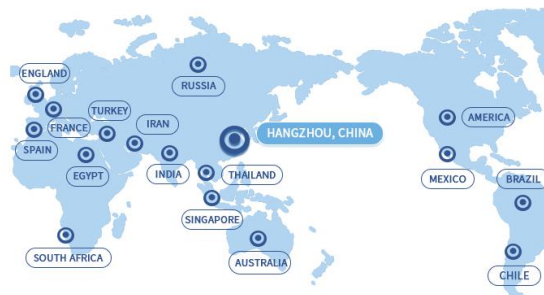 ENGLAND
RUSSIA
TURKEY
FRANCE
IRAN
HANGZHOU, CHINA
AMERICA
SPAIN
EGYPT
INDIA
THAILAND
MEXICO
BRAZIL
SINGAPORE
SOUTH AFRICA
AUSTRALIA
CHILE